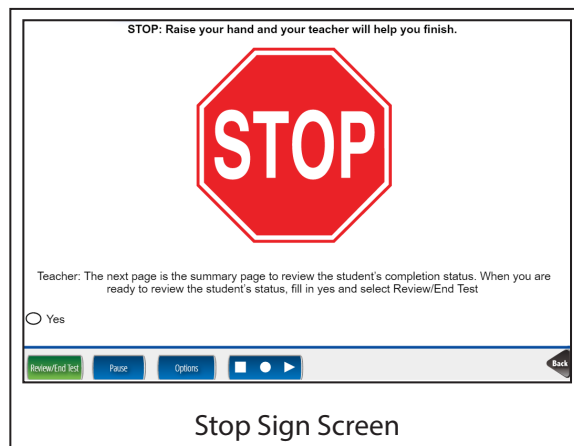 STOP: Raise your hand and your teacher will help you finish.
STOP
Teacher: The next page is the summary page to review the student's completion status. When you are
ready to review the student's status, fill in yes and select Review/End Test
Yes
Review/End Test Pause Options Back
Stop Sign Screen